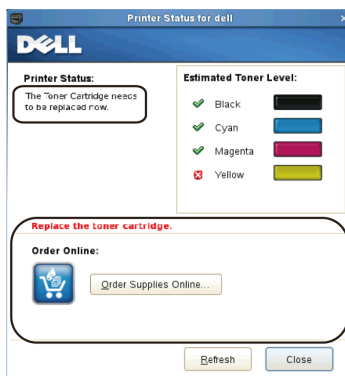 Printer Status for dell
DELL
Printer Status:
The Toner Cartridge needs
to be replaced now.
Estimated Toner Level:
Black
Cyan
Magenta
Yellow
Replace the toner cartridge.
Order Online:
Order Supplies Online...
Refresh
Close